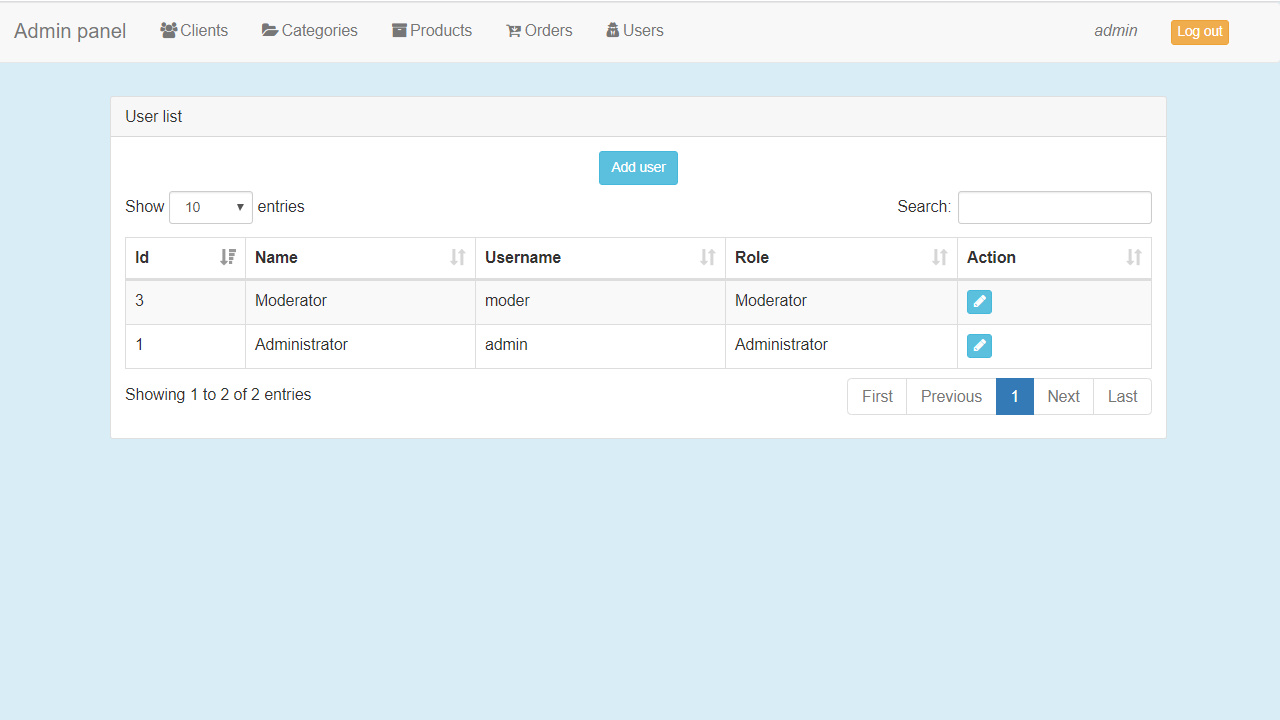 Admin panel Clients Categories Products Orders Users admin Log out
User list
Add user
Show 10 entries Search:
Id Name Username Role Action
3 Moderator moder Moderator
1 Administrator admin Administrator
Showing 1 to 2 of 2 entries First Previous 1 Next Last